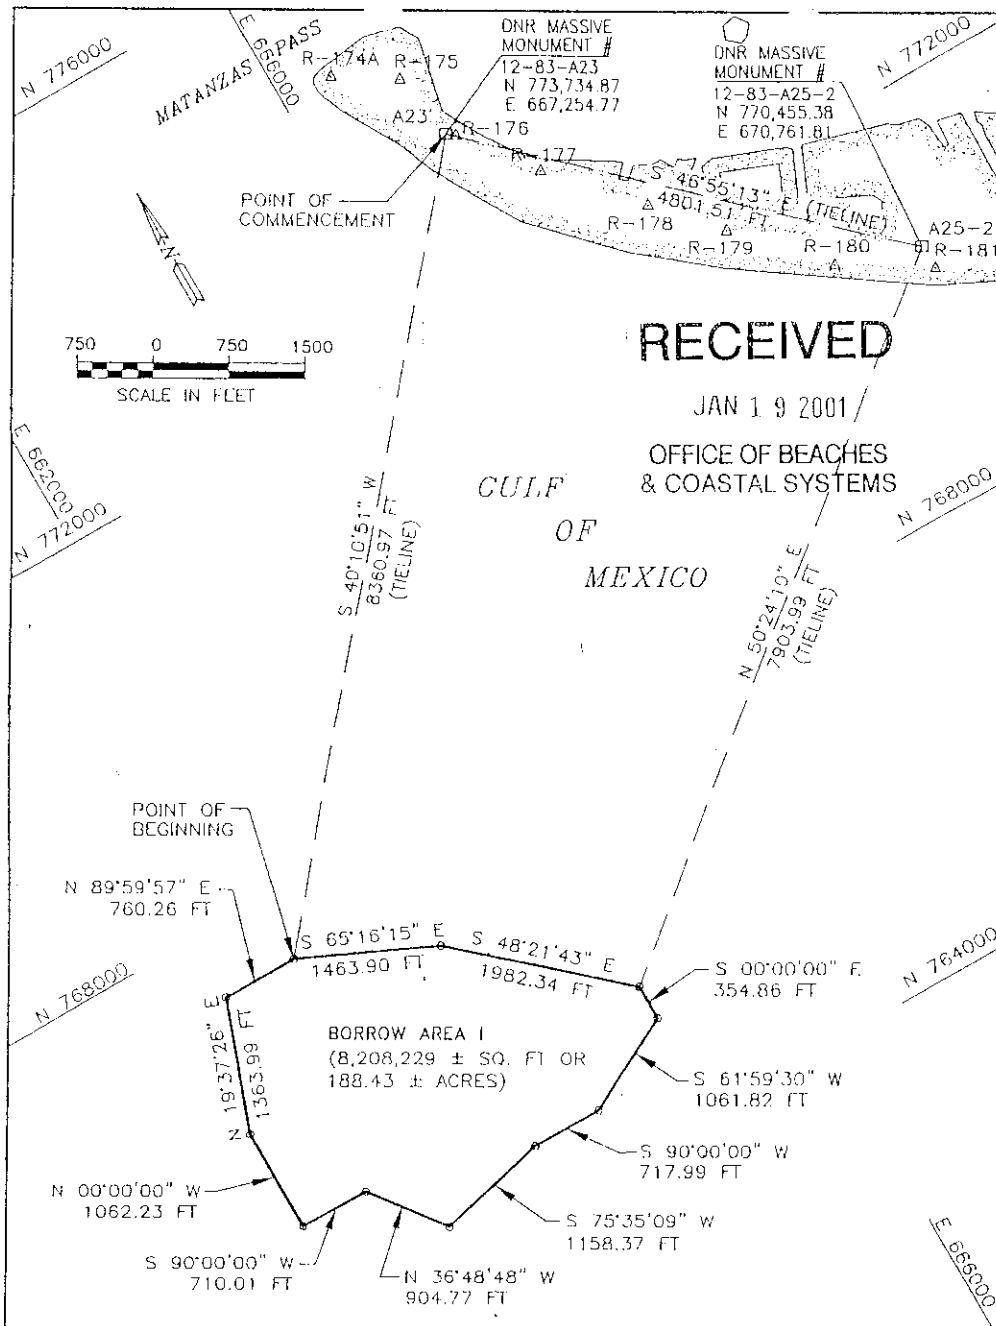 N 776000
E 666000
MATANZAS PASS
R-174A
R-175
DNR MASSIVE
MONUMENT #
12-83-A23
N 773,734.87
E 667,254.77
DNR MASSIVE
MONUMENT #
12-83-A25-2
N 770,455.38
E 670,761.81
N 772000
A23
R-176
R-177
POINT OF
COMMENCEMENT
S 46°55'13" E (TIELINE)
4801.51 FT
R-178
R-179
R-180
A25-2
R-181
N
750 0 750 1500
SCALE IN FEET
RECEIVED
JAN 19 2001
OFFICE OF BEACHES
& COASTAL SYSTEMS
E 662000
N 772000
GULF
OF
MEXICO
N 768000
S 40°10'51" W
8360.97 FT
(TIELINE)
N 50°24'10" E
7903.99 FT
(TIELINE)
POINT OF
BEGINNING
N 89°59'57" E
760.26 FT
S 65°16'15" E
1463.90 FT
S 48°21'43" E
1982.34 FT
S 00°00'00" E
354.86 FT
N 764000
N 768000
N 19°37'26" E
1363.99 FT
BORROW AREA I
(8,208,229 ± SQ. FT OR
188.43 ± ACRES)
S 61°59'30" W
1061.82 FT
S 90°00'00" W
717.99 FT
N 00°00'00" W
1062.23 FT
S 75°35'09" W
1158.37 FT
S 90°00'00" W
710.01 FT
N 36°48'48" W
904.77 FT
E 666000